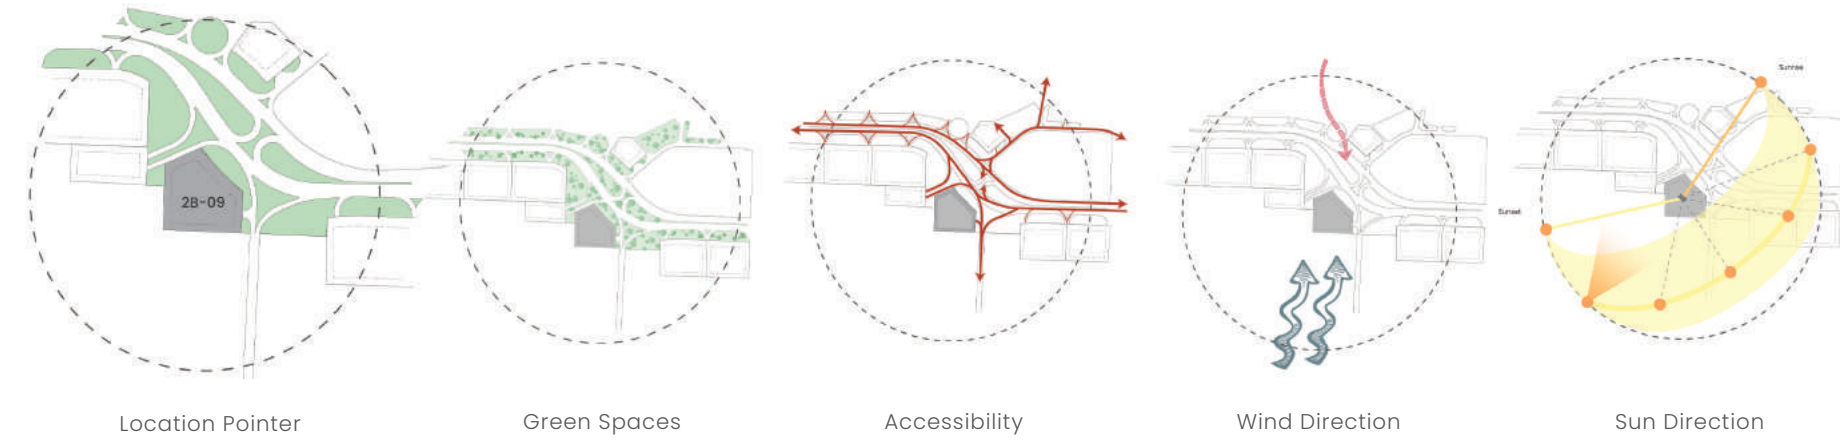 Sunrise
2B-09
Sunset
Location Pointer
Green Spaces
Accessibility
Wind Direction
Sun Direction